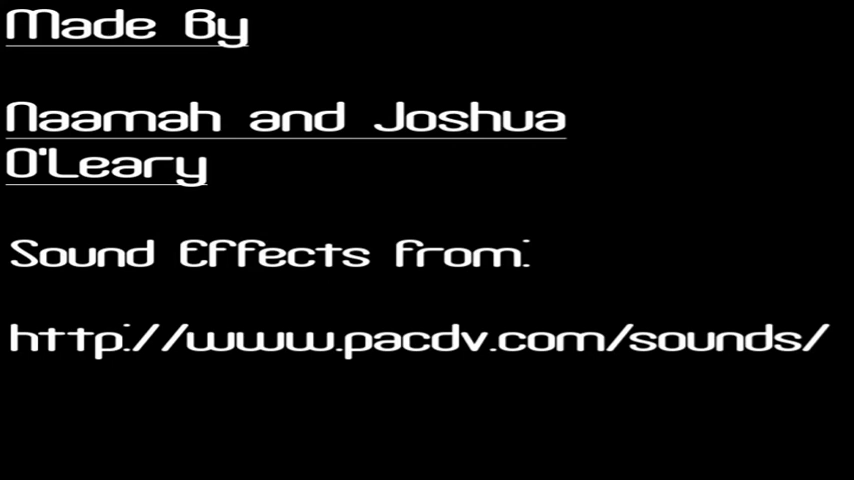 Made By
Naamah and Joshua
O'Leary
Sound Effects from:
http://www.pacdv.com/sounds/